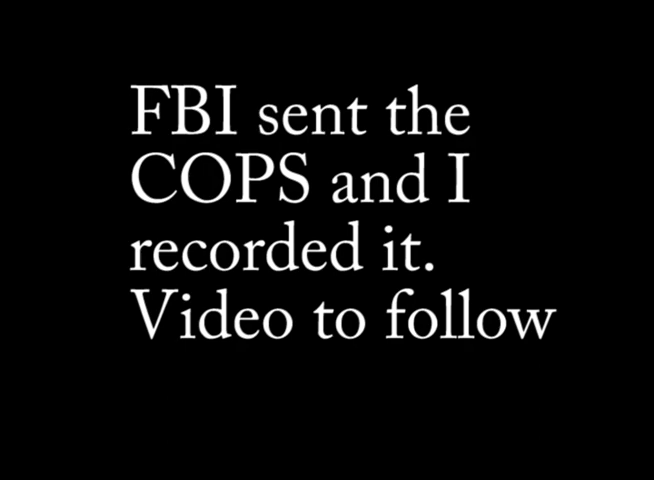 FBI sent the
COPS and I
recorded it.
Video to follow